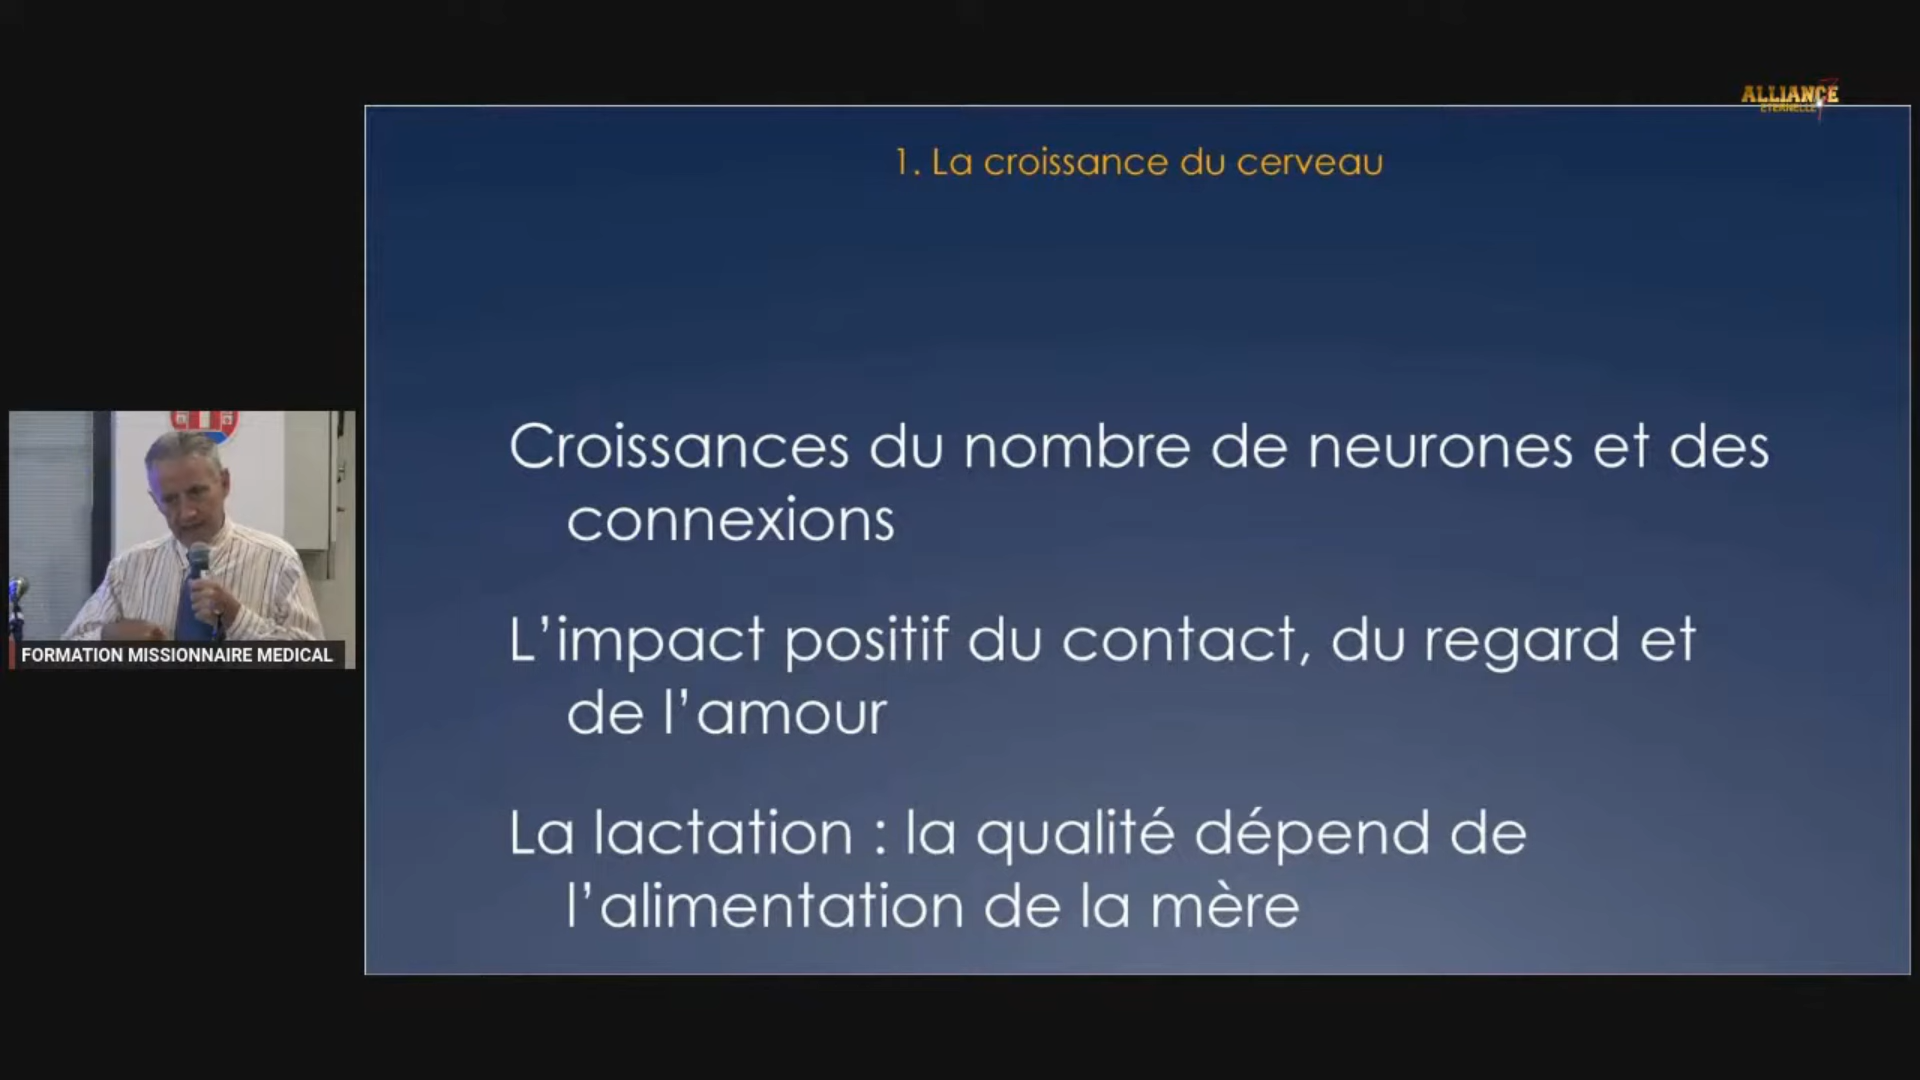 ALLIANCE
ETERNELLE
1. La croissance du cerveau
Croissances du nombre de neurones et des
connexions
L’impact positif du contact, du regard et
de l’amour
La lactation : la qualité dépend de
l’alimentation de la mère
FORMATION MISSIONNAIRE MEDICAL